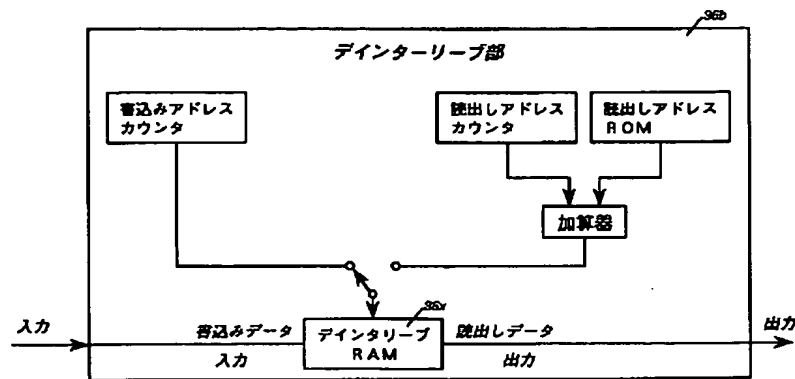 36b
デインターリーブ部
書込みアドレス
カウンタ
読出しアドレス
カウンタ
読出しアドレス
ROM
加算器
入力
書込みデータ
入力
デインタリーブ
RAM
読出しデータ
出力
出力